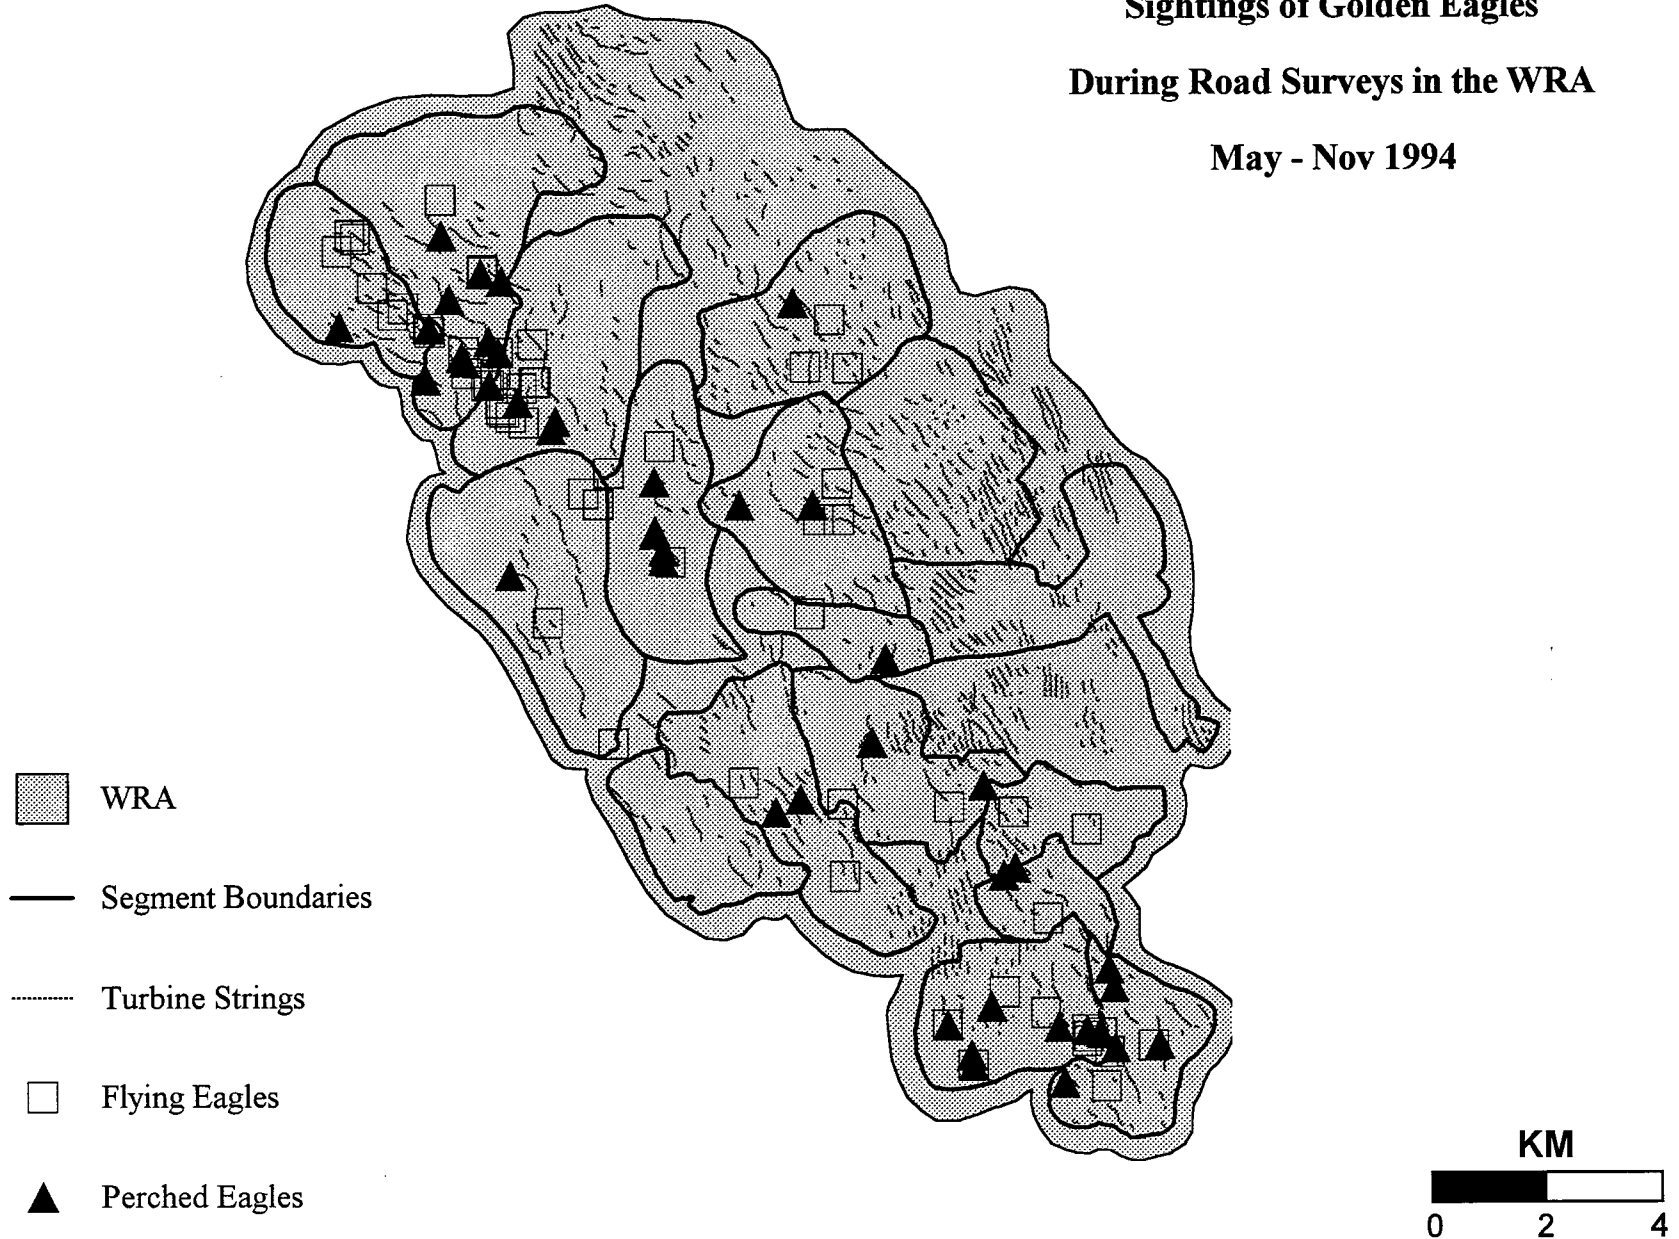 Sightings of Golden Eagles
During Road Surveys in the WRA
May - Nov 1994
WRA
Segment Boundaries
Turbine Strings
Flying Eagles
Perched Eagles
KM
0 2 4